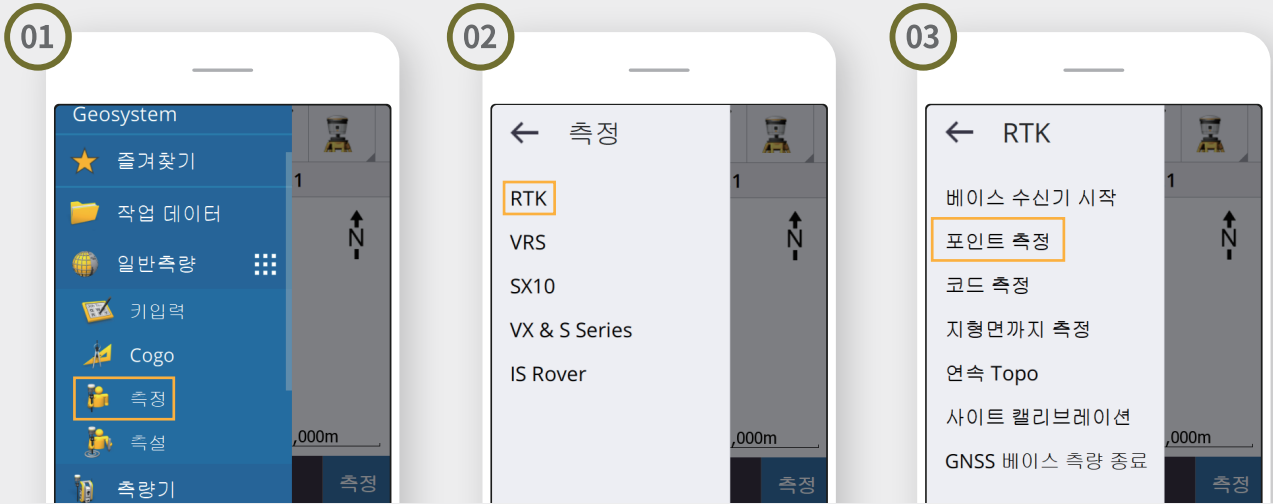 01
Geosystem
즐겨찾기
작업 데이터
일반측량
키입력
Cogo
측정
측설
측량기
1
N
,000m
측정
02
측정
RTK
VRS
SX10
VX & S Series
IS Rover
1
N
,000m
측정
03
RTK
베이스 수신기 시작
포인트 측정
코드 측정
지형면까지 측정
연속 Topo
사이트 캘리브레이션
GNSS 베이스 측량 종료
1
N
,000m
측정